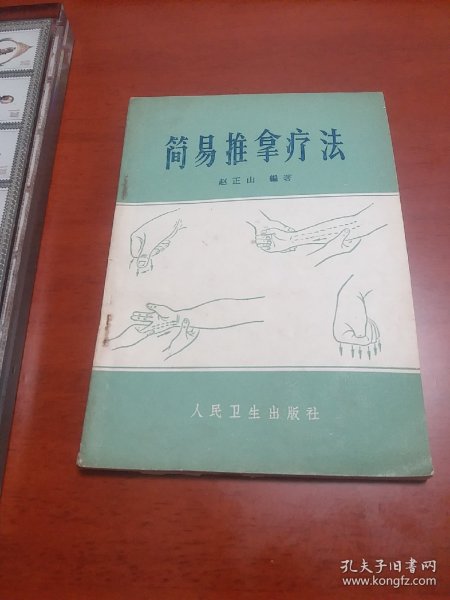 简易推拿疗法
赵正山 編著
人民卫生出版社
孔夫子旧书网
www.kongfz.com